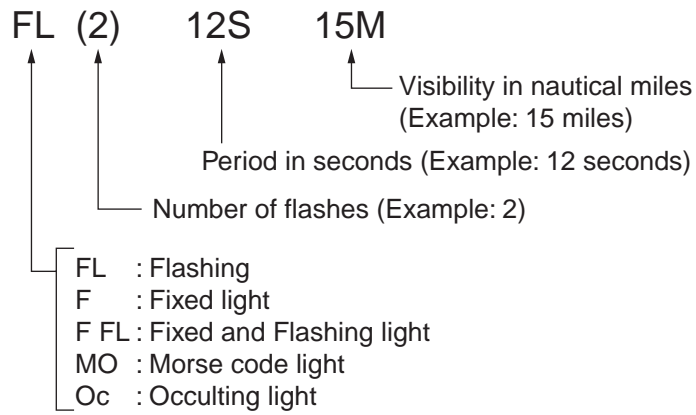 FL (2) 12S 15M
Visibility in nautical miles
(Example: 15 miles)
Period in seconds (Example: 12 seconds)
Number of flashes (Example: 2)
FL : Flashing
F : Fixed light
F FL : Fixed and Flashing light
MO : Morse code light
Oc : Occulting light